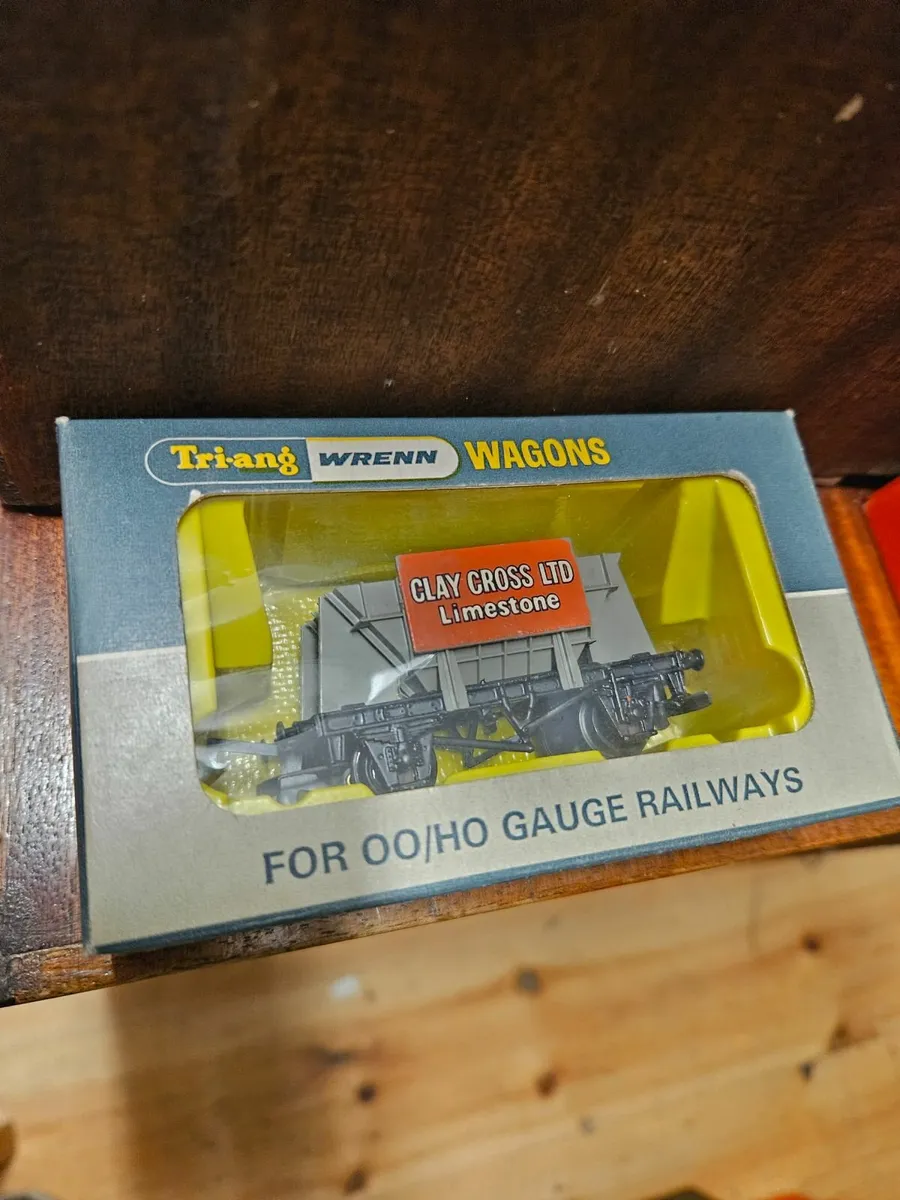 Tri-ang WRENN WAGONS
CLAY CROSS LTD
Limestone
FOR OO/HO GAUGE RAILWAYS